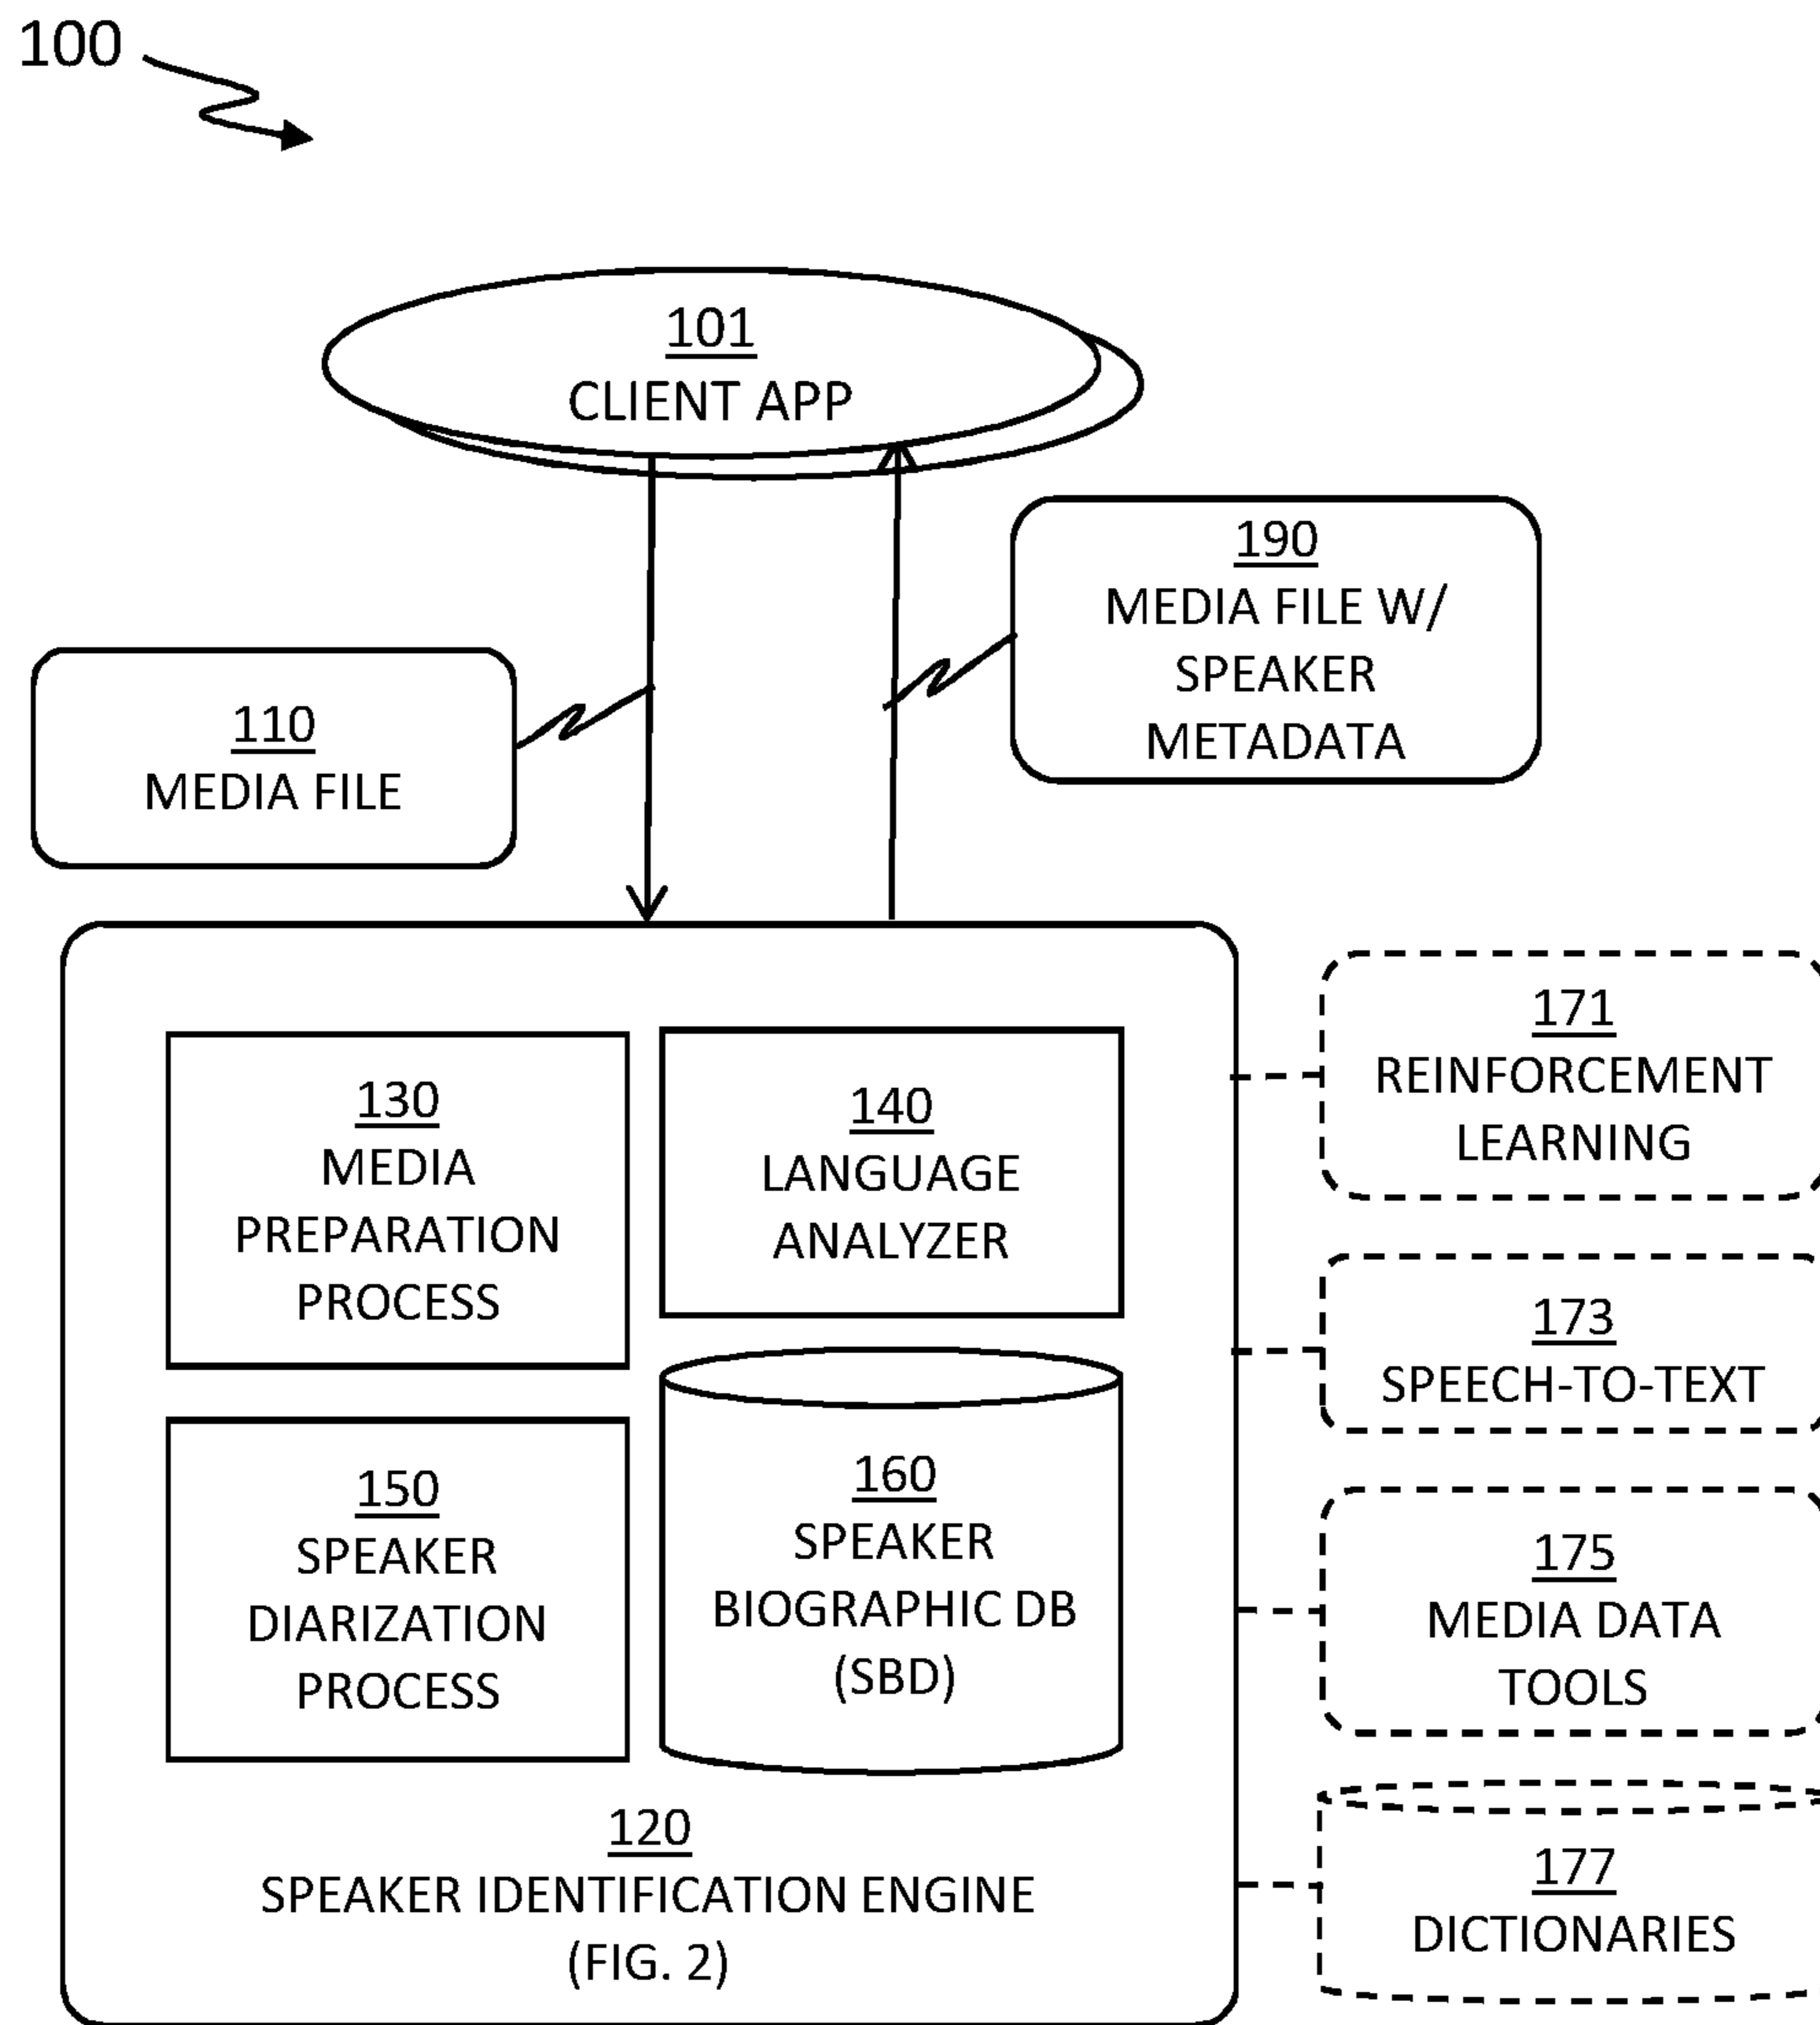 100
101
CLIENT APP
190
MEDIA FILE W/
SPEAKER
METADATA
110
MEDIA FILE
130
MEDIA
PREPARATION
PROCESS
140
LANGUAGE
ANALYZER
150
SPEAKER
DIARIZATION
PROCESS
160
SPEAKER
BIOGRAPHIC DB
(SBD)
120
SPEAKER IDENTIFICATION ENGINE
(FIG. 2)
171
REINFORCEMENT
LEARNING
173
SPEECH-TO-TEXT
175
MEDIA DATA
TOOLS
177
DICTIONARIES